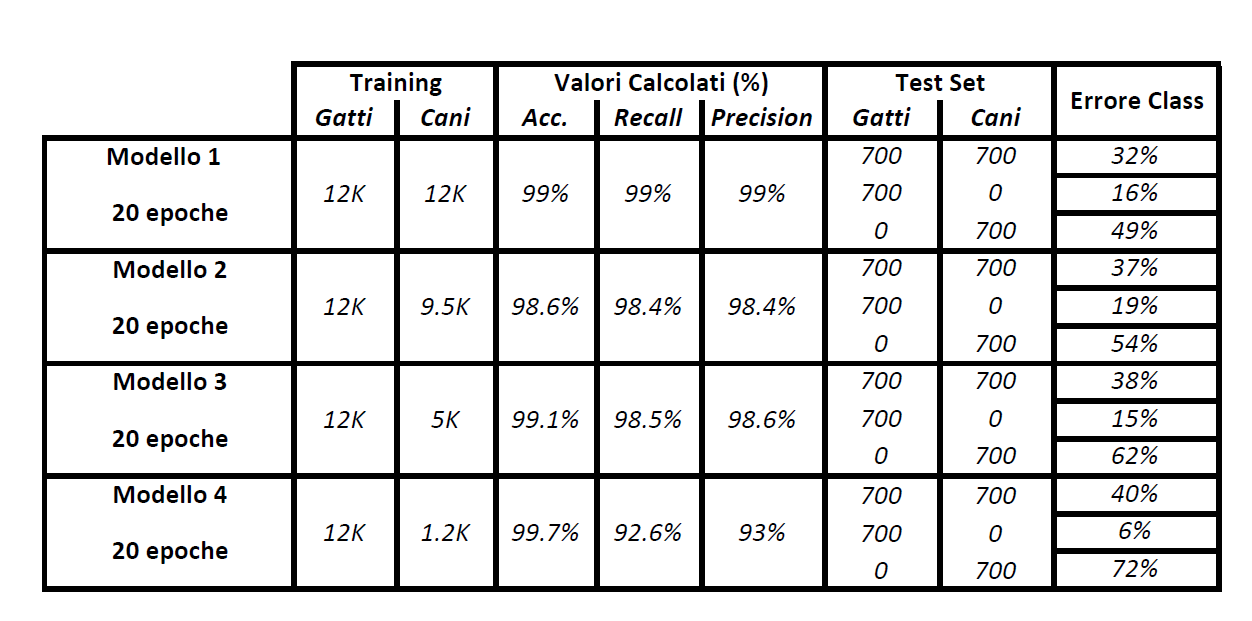 Training Valori Calcolati (%) Test Set Errore Class
Gatti Cani Acc. Recall Precision Gatti Cani
Modello 1 700 700 32%
12K 12K 99% 99% 99% 700 0 16%
20 epoche
0 700 49%
Modello 2 700 700 37%
12K 9.5K 98.6% 98.4% 98.4% 700 0 19%
20 epoche
0 700 54%
Modello 3 700 700 38%
12K 5K 99.1% 98.5% 98.6% 700 0 15%
20 epoche
0 700 62%
Modello 4 700 700 40%
12K 1.2K 99.7% 92.6% 93% 700 0 6%
20 epoche
0 700 72%